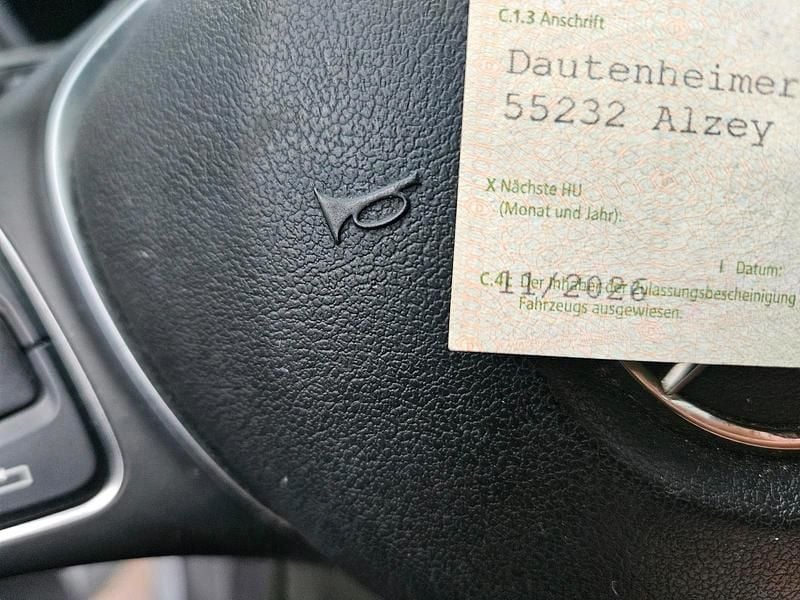 C.1.3 Anschrift
Dautenheimer
55232 Alzey
X Nächste HU
(Monat und Jahr):
I Datum:
11/2026
C.4c Der Inhaber der Zulassungsbescheinigung
Fahrzeugs ausgewiesen.